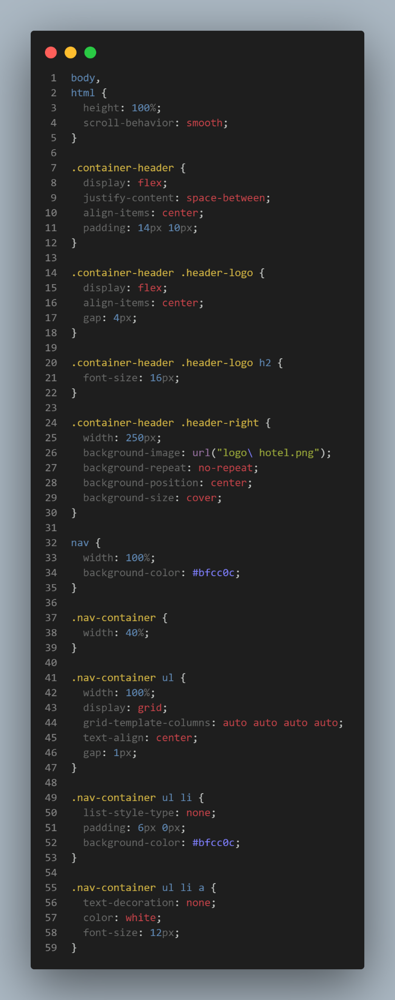 1 body,
2 html {
3   height: 100%;
4   scroll-behavior: smooth;
5 }
6
7 .container-header {
8   display: flex;
9   justify-content: space-between;
10   align-items: center;
11   padding: 14px 10px;
12 }
13
14 .container-header .header-logo {
15   display: flex;
16   align-items: center;
17   gap: 4px;
18 }
19
20 .container-header .header-logo h2 {
21   font-size: 16px;
22 }
23
24 .container-header .header-right {
25   width: 250px;
26   background-image: url("logo\ hotel.png");
27   background-repeat: no-repeat;
28   background-position: center;
29   background-size: cover;
30 }
31
32 nav {
33   width: 100%;
34   background-color: #bfcc0c;
35 }
36
37 .nav-container {
38   width: 40%;
39 }
40
41 .nav-container ul {
42   width: 100%;
43   display: grid;
44   grid-template-columns: auto auto auto auto;
45   text-align: center;
46   gap: 1px;
47 }
48
49 .nav-container ul li {
50   list-style-type: none;
51   padding: 6px 0px;
52   background-color: #bfcc0c;
53 }
54
55 .nav-container ul li a {
56   text-decoration: none;
57   color: white;
58   font-size: 12px;
59 }